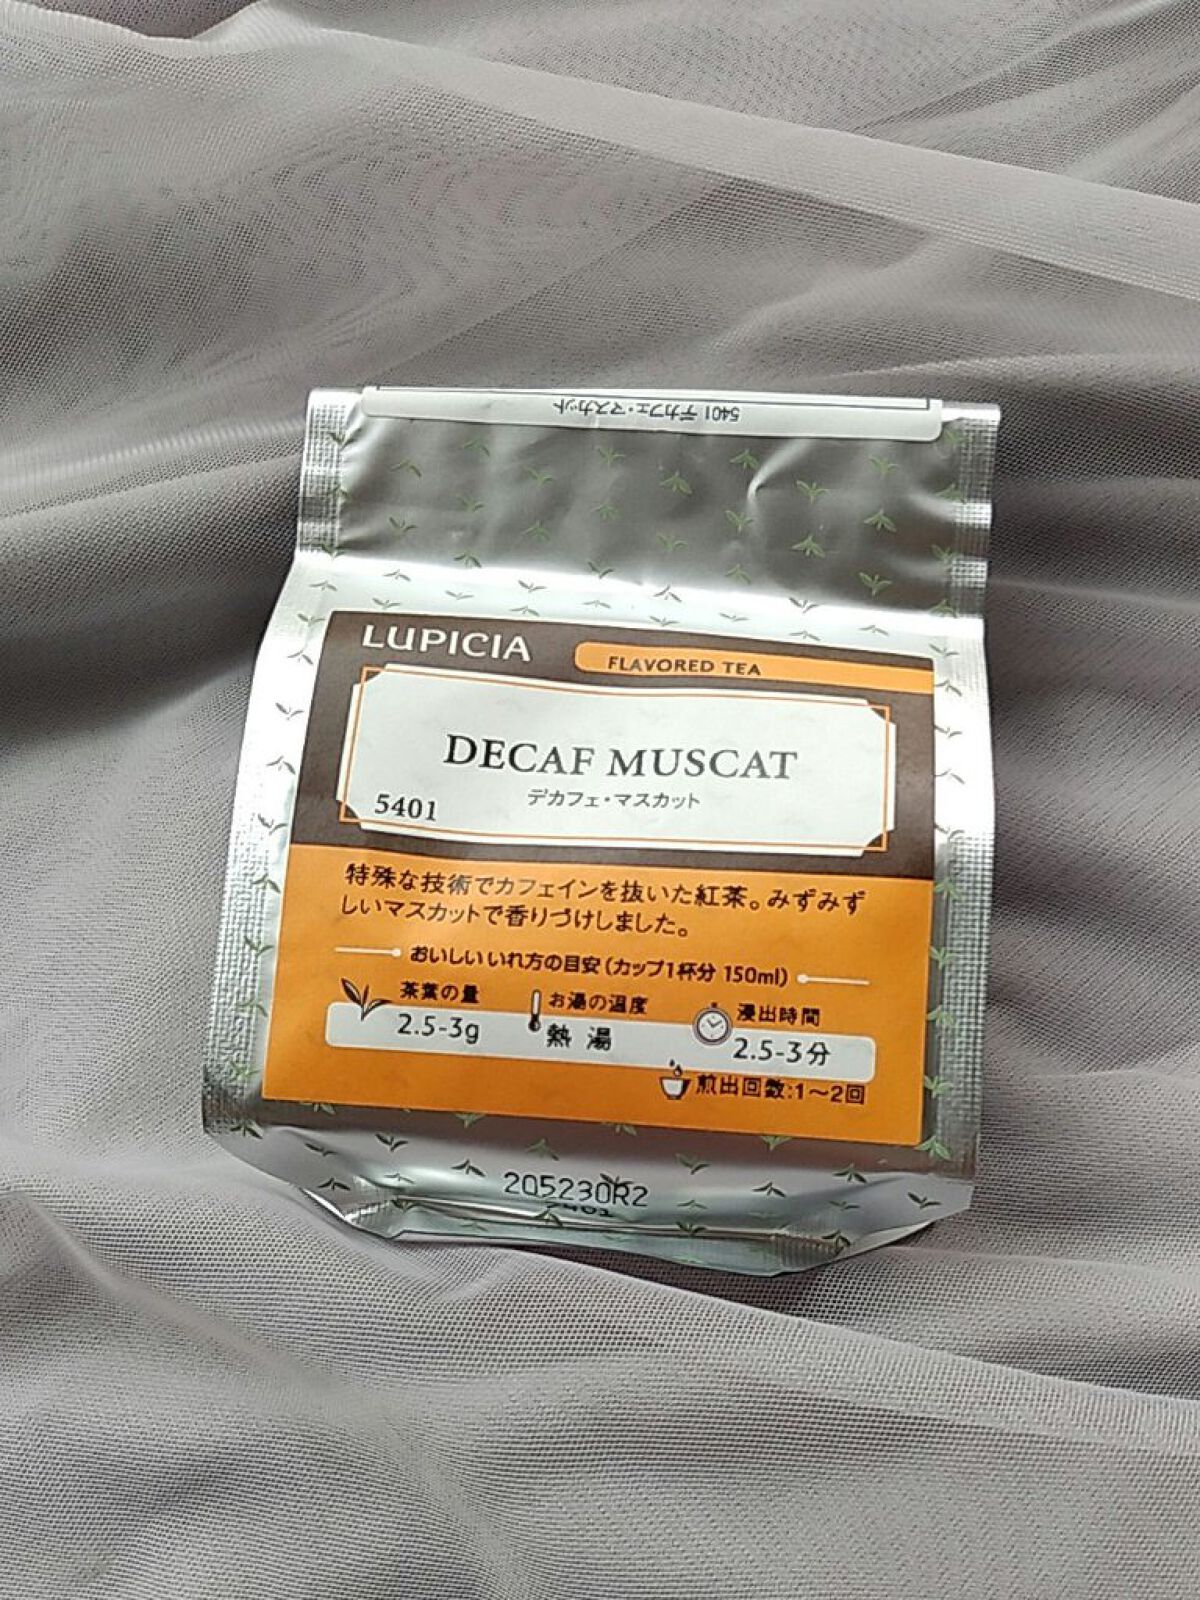 5401 デカフェ・マスカット
LUPICIA
FLAVORED TEA
DECAF MUSCAT
デカフェ・マスカット
5401
特殊な技術でカフェインを抜いた紅茶。みずみず
しいマスカットで香りづけしました。
おいしいいれ方の目安(カップ1杯分 150ml)
茶葉の量 お湯の温度 浸出時間
2.5-3g 熱湯 2.5-3分
煎出回数:1〜2回
205230R2
5401